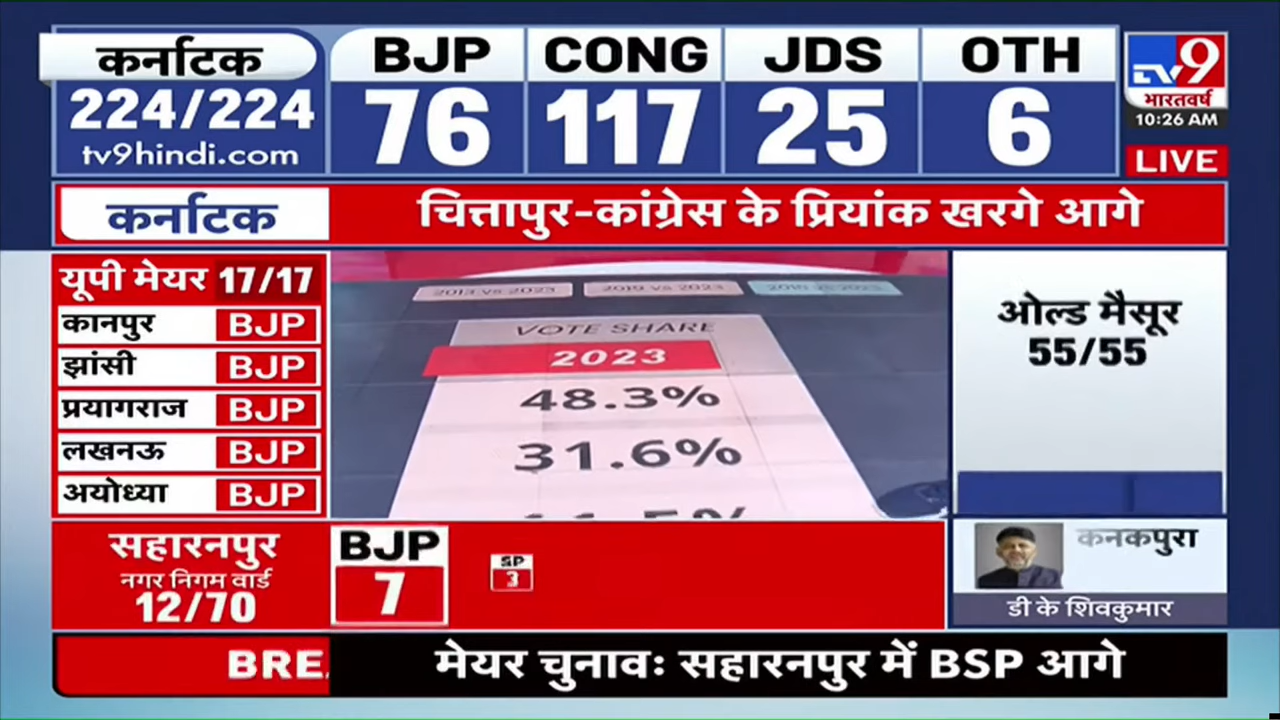 कर्नाटक
224/224
tv9hindi.com
BJP
76
CONG
117
JDS
25
OTH
6
TV9
भारतवर्ष
10:26 AM
LIVE
कर्नाटक
चित्तापुर-कांग्रेस के प्रियांक खरगे आगे
यूपी मेयर 17/17
कानपुर BJP
झांसी BJP
प्रयागराज BJP
लखनऊ BJP
अयोध्या BJP
2013 vs 2023
VOTE SHARE
2023
48.3%
31.6%
ओल्ड मैसूर
55/55
सहारनपुर
नगर निगम वार्ड
12/70
BJP
7
SP
3
कनकपुरा
डी के शिवकुमार
BRE
मेयर चुनावः सहारनपुर में BSP आगे